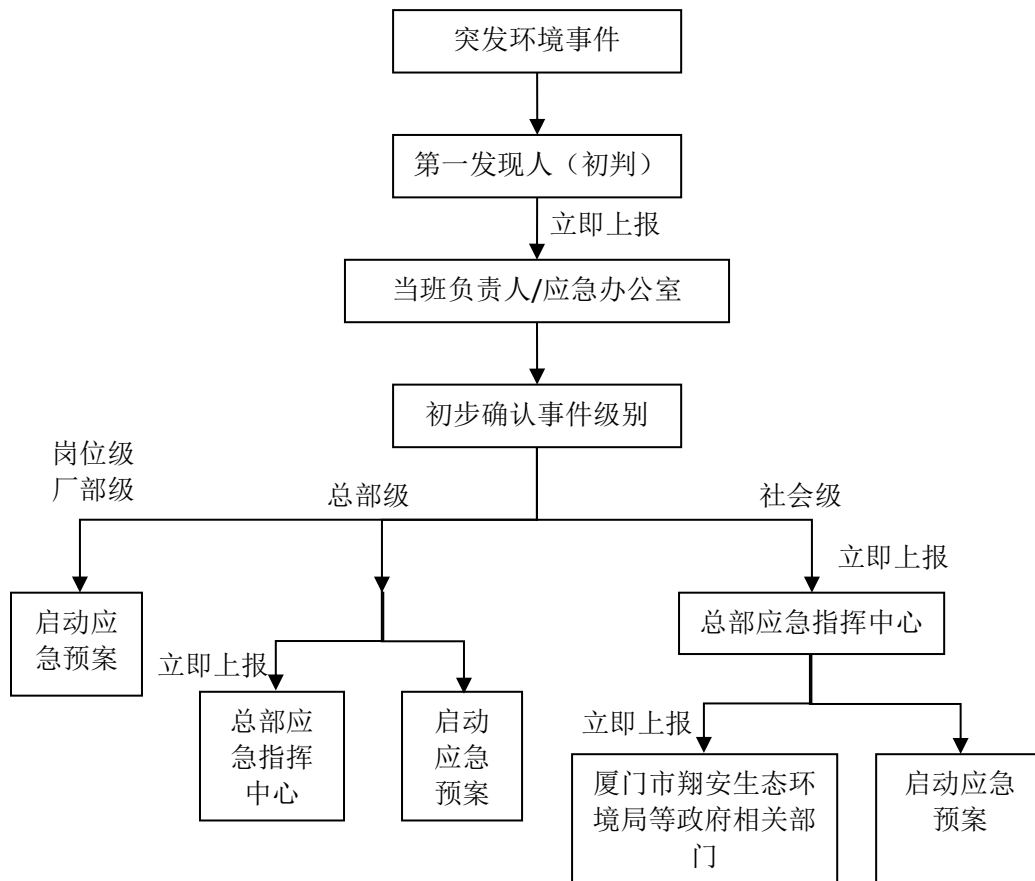 突发环境事件
第一发现人（初判）
立即上报
当班负责人/应急办公室
初步确认事件级别
岗位级
厂部级
总部级
社会级
立即上报
启动应
急预案
总部应急指挥中心
立即上报
总部应
急指挥
中心
启动
应急
预案
立即上报
厦门市翔安生态环
境局等政府相关部
门
启动应急
预案